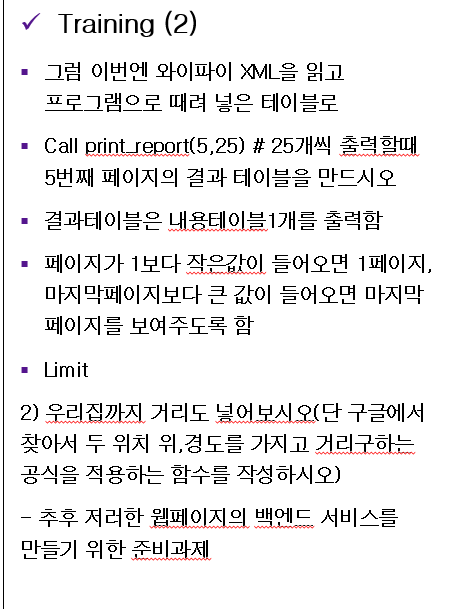 ✓ Training (2)
▪ 그럼 이번엔 와이파이 XML을 읽고
프로그램으로 때려 넣은 테이블로
▪ Call print_report(5,25) # 25개씩 출력할때
5번째 페이지의 결과 테이블을 만드시오
▪ 결과테이블은 내용테이블1개를 출력함
▪ 페이지가 1보다 작은값이 들어오면 1페이지,
마지막페이지보다 큰 값이 들어오면 마지막
페이지를 보여주도록 함
▪ Limit
2) 우리집까지 거리도 넣어보시오(단 구글에서
찾아서 두 위치 위,경도를 가지고 거리구하는
공식을 적용하는 함수를 작성하시오)
- 추후 저러한 웹페이지의 백엔드 서비스를
만들기 위한 준비과제